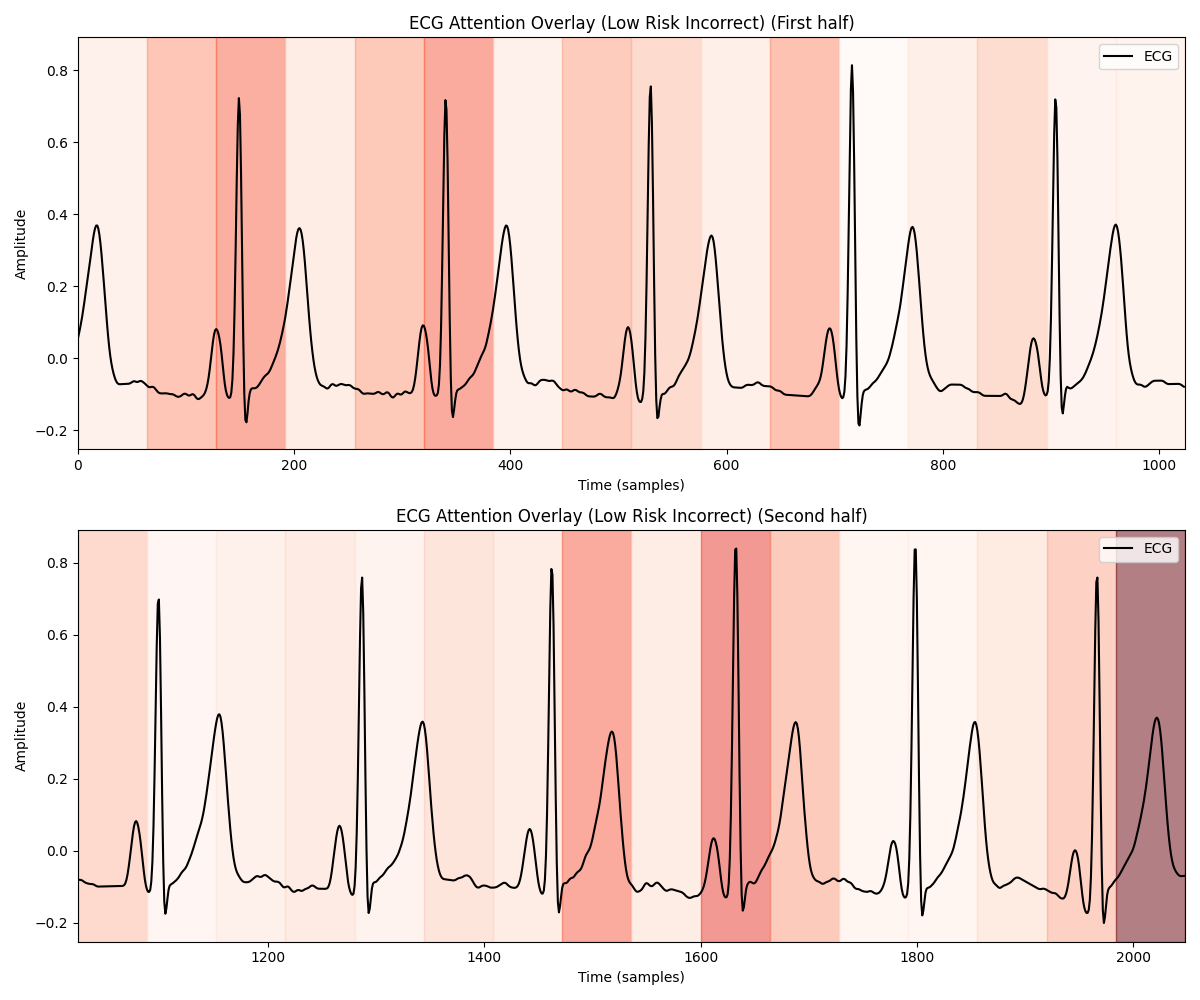 ECG Attention Overlay (Low Risk Incorrect) (First half)
ECG
0.8
0.6
0.4
0.2
0.0
−0.2
Amplitude
0 200 400 600 800 1000
Time (samples)
ECG Attention Overlay (Low Risk Incorrect) (Second half)
ECG
0.8
0.6
0.4
0.2
0.0
−0.2
Amplitude
1200 1400 1600 1800 2000
Time (samples)